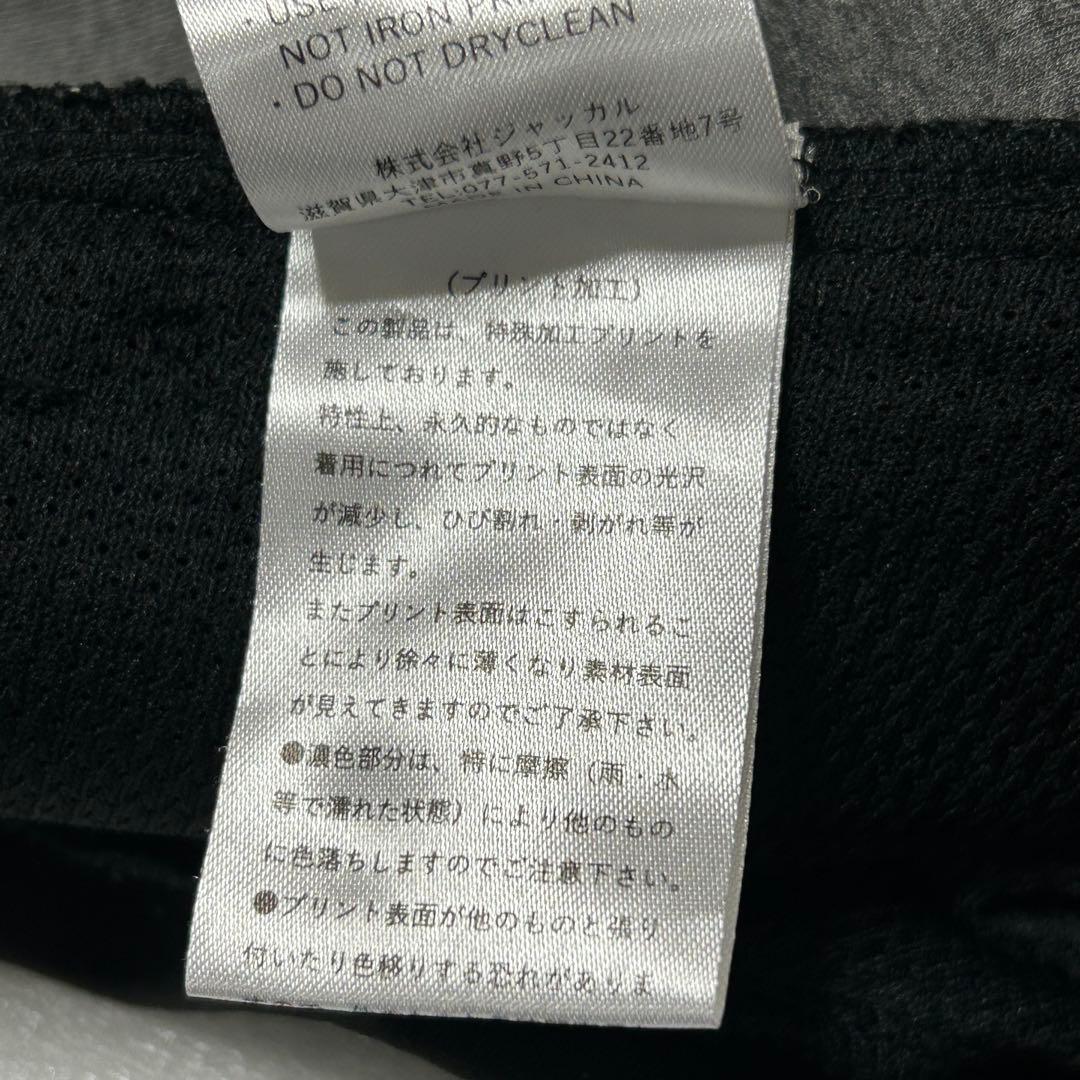 · USE
NOT IRON PRI
· DO NOT DRYCLEAN
株式会社ジャッカル
滋賀県大津市真野5丁目22番地7号
TEL:077-571-2412
MADE IN CHINA
(プリント加工)
この製品は、特殊加工プリントを
施しております。
特性上、永久的なものではなく
着用につれてプリント表面の光沢
が減少し、ひび割れ・剥がれ等が
生じます。
またプリント表面はこすられるこ
とにより徐々に薄くなり素材表面
が見えてきますのでご了承下さい。
●濃色部分は、特に摩擦（雨・水
等で濡れた状態）により他のもの
に色落ちしますのでご注意下さい。
●プリント表面が他のものと張り
付いたり色移りする恐れがありま